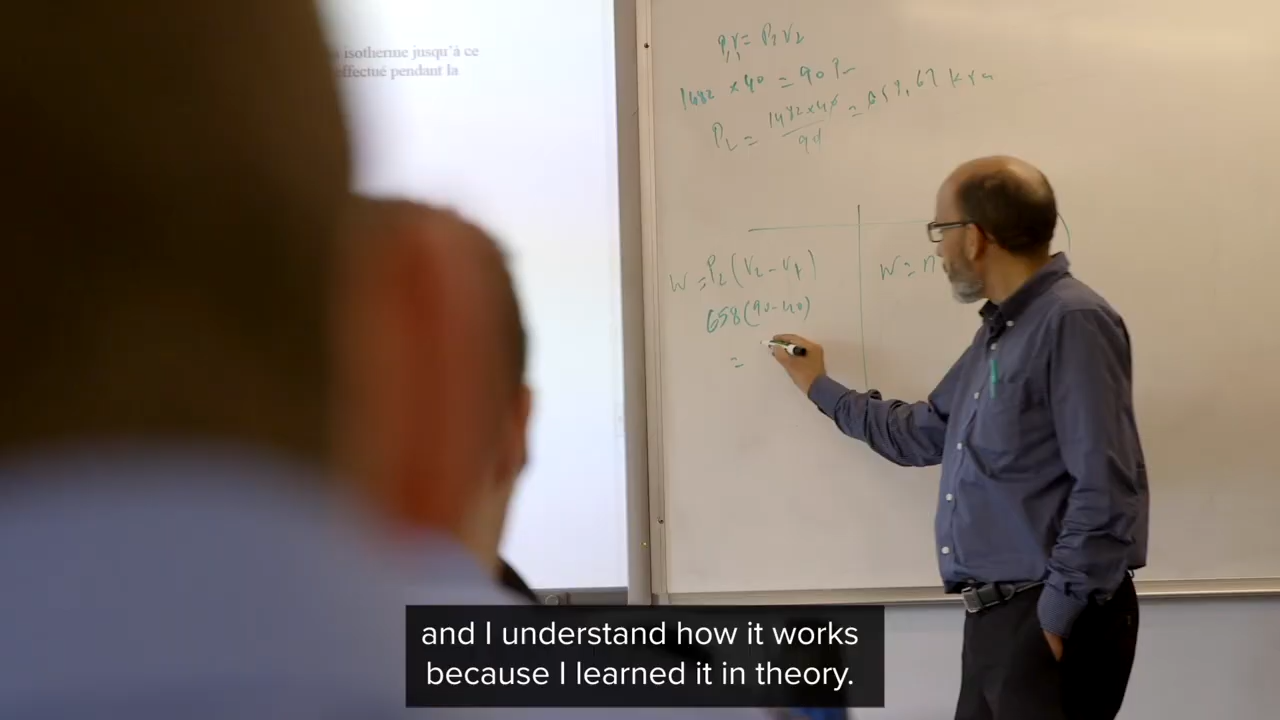 isotherme jusqu'à ce
effectué pendant la
P₁V₁ = P₂V₂
1482 × 40 = 90 P₂
P₂ = 1482 × 40 / 90 = 658,67 kPa
W = P₂ (V₂ - V₁)
658 (90 - 40)
=
W = n
and I understand how it works
because I learned it in theory.